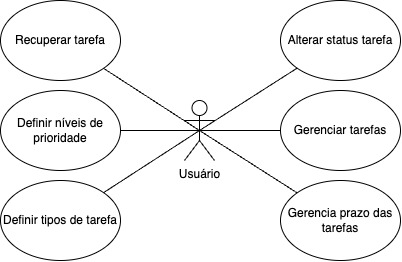 Recuperar tarefa
Alterar status tarefa
Definir níveis de
prioridade
Gerenciar tarefas
Usuário
Definir tipos de tarefa
Gerencia prazo das
tarefas